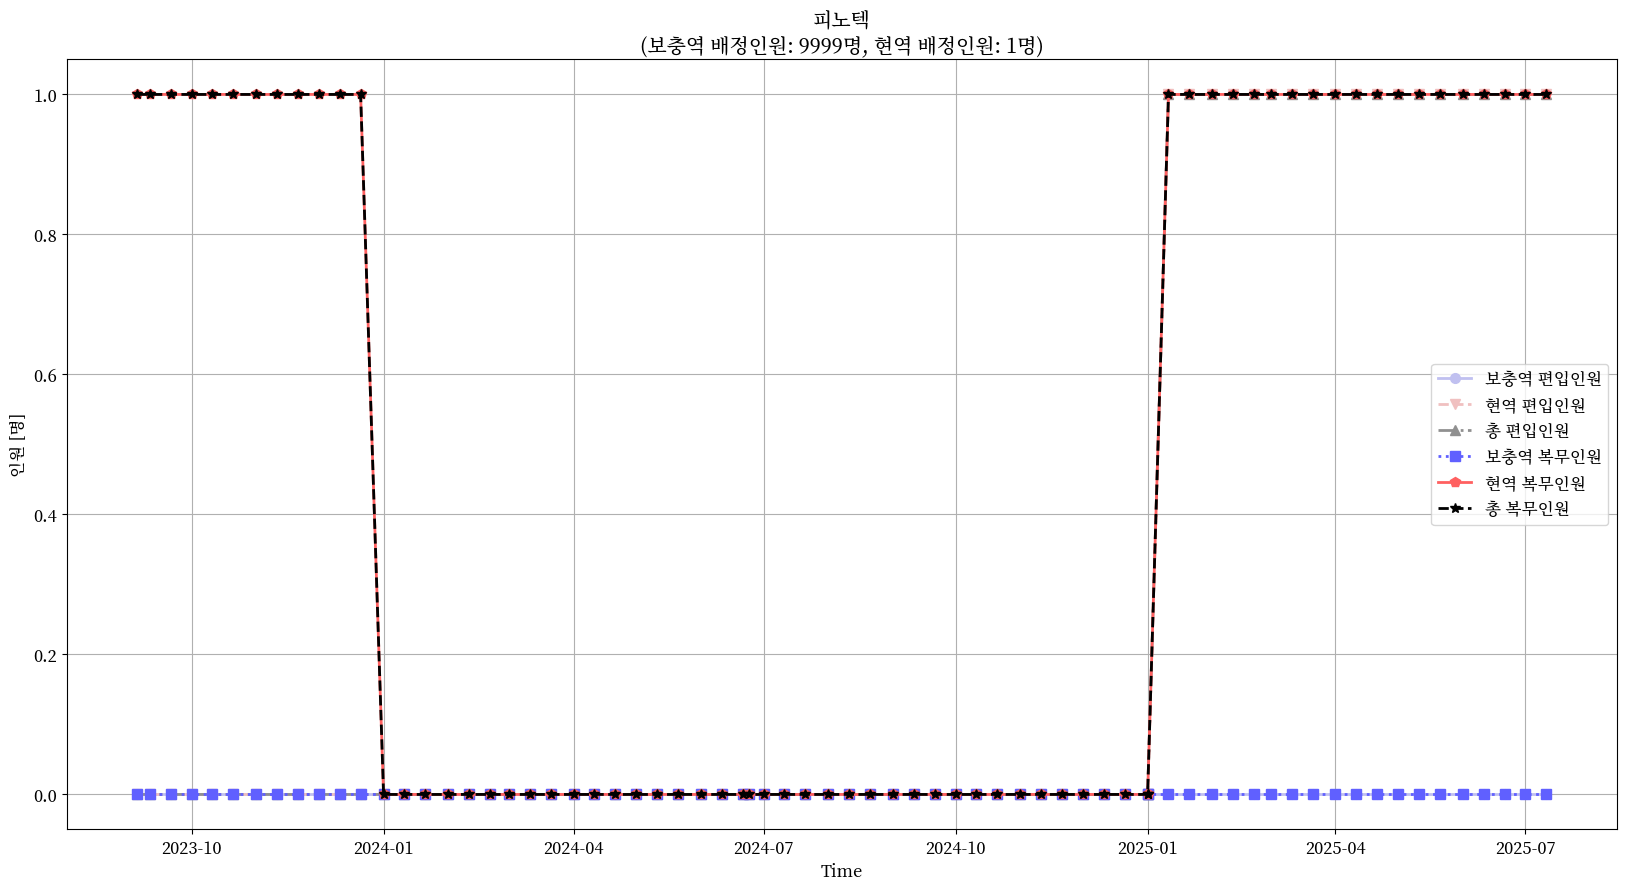 피노텍
(보충역 배정인원: 9999명, 현역 배정인원: 1명)
1.0
0.8
0.6
0.4
0.2
0.0
인원 [명]
보충역 편입인원
현역 편입인원
총 편입인원
보충역 복무인원
현역 복무인원
총 복무인원
2023-10
2024-01
2024-04
2024-07
2024-10
2025-01
2025-04
2025-07
Time